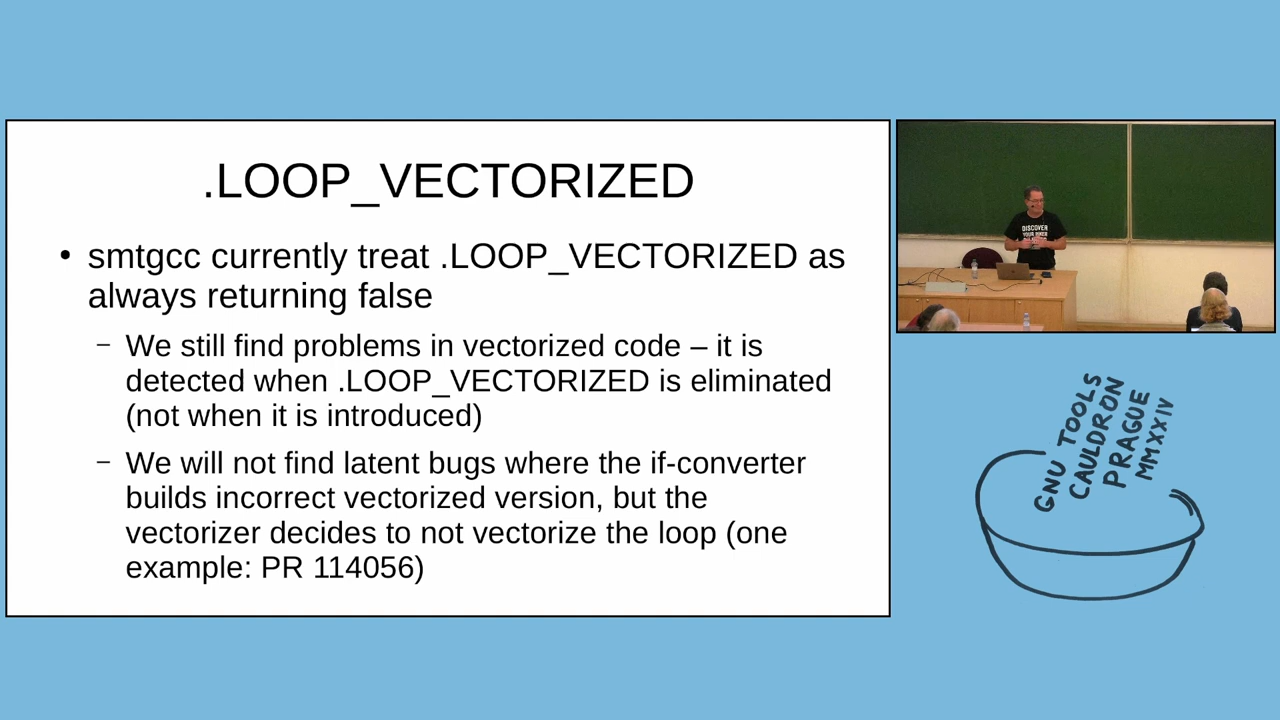 .LOOP_VECTORIZED
• smtgcc currently treat .LOOP_VECTORIZED as
always returning false
– We still find problems in vectorized code – it is
detected when .LOOP_VECTORIZED is eliminated
(not when it is introduced)
– We will not find latent bugs where the if-converter
builds incorrect vectorized version, but the
vectorizer decides to not vectorize the loop (one
example: PR 114056)
DISCOVER
YOUR INNER
GNU TOOLS
CAULDRON
PRAGUE
MMXXIV